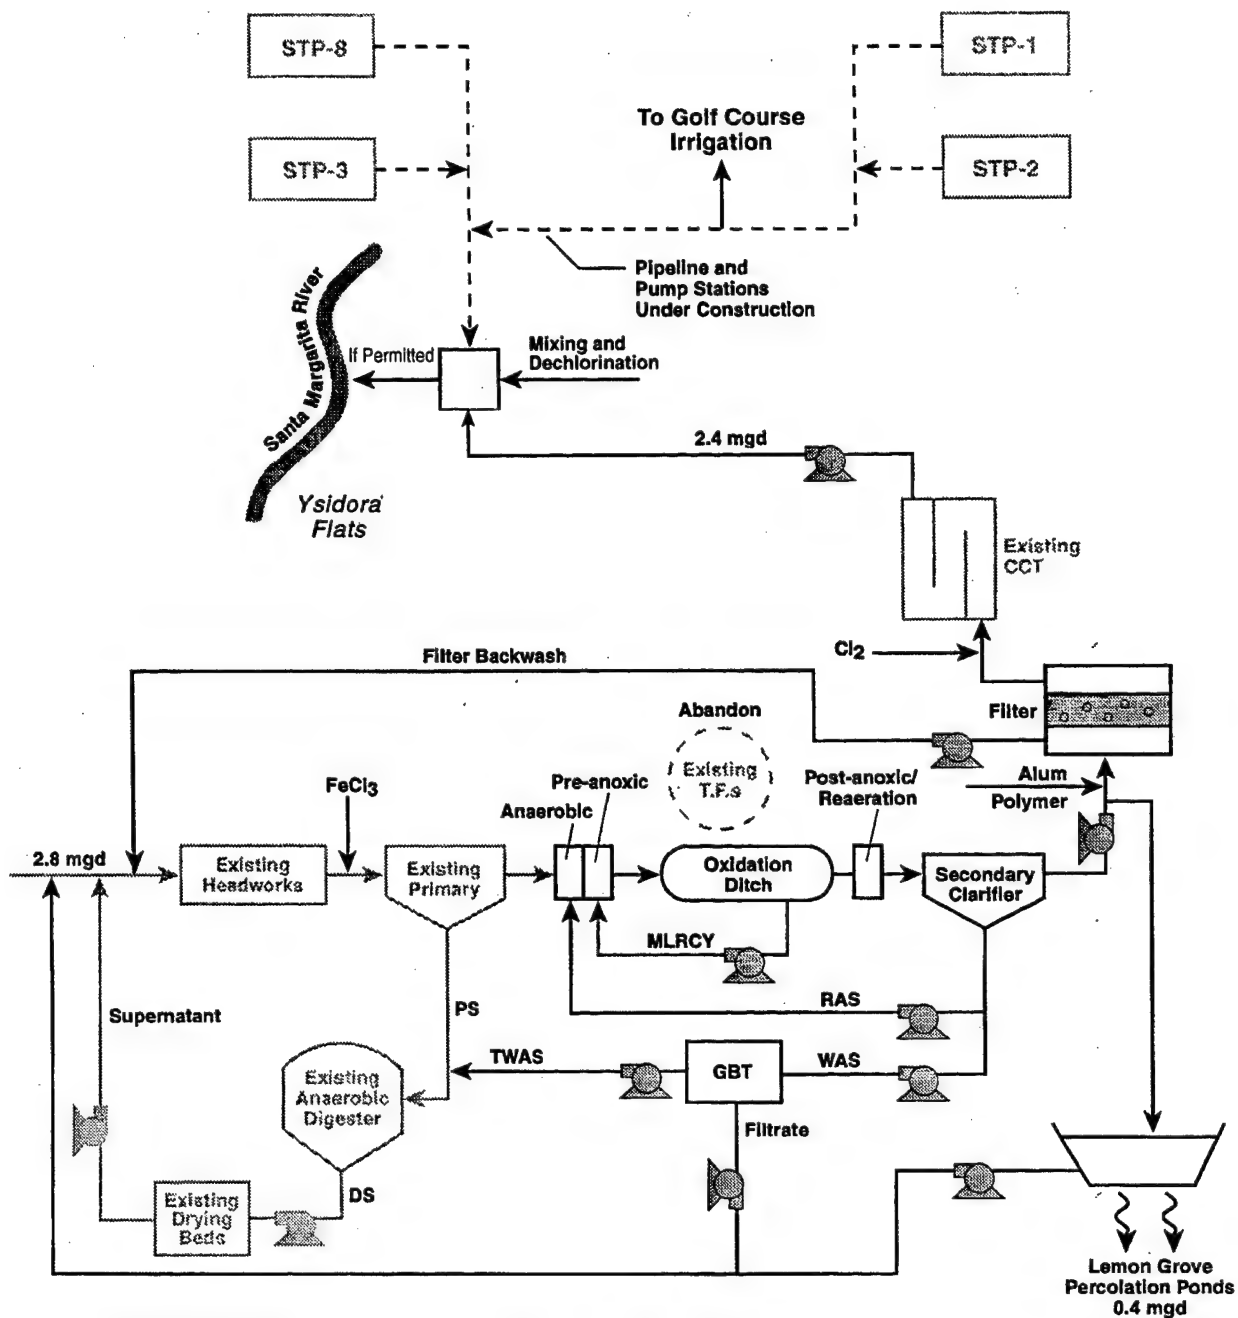 STP-8
STP-1
To Golf Course
Irrigation
STP-3
STP-2
Pipeline and
Pump Stations
Under Construction
Santa Margarita River
If Permitted
Mixing and
Dechlorination
2.4 mgd
Ysidora
Flats
Existing
CCT
Filter Backwash
Cl2
Abandon
Filter
Existing
T.F.s
Pre-anoxic
Post-anoxic/
Reaeration
Alum
Polymer
FeCl3
Anaerobic
2.8 mgd
Existing
Headworks
Existing
Primary
Oxidation
Ditch
Secondary
Clarifier
MLRCY
PS
RAS
Supernatant
TWAS
GBT
WAS
Existing
Anaerobic
Digester
Filtrate
DS
Existing
Drying
Beds
Lemon Grove
Percolation Ponds
0.4 mgd